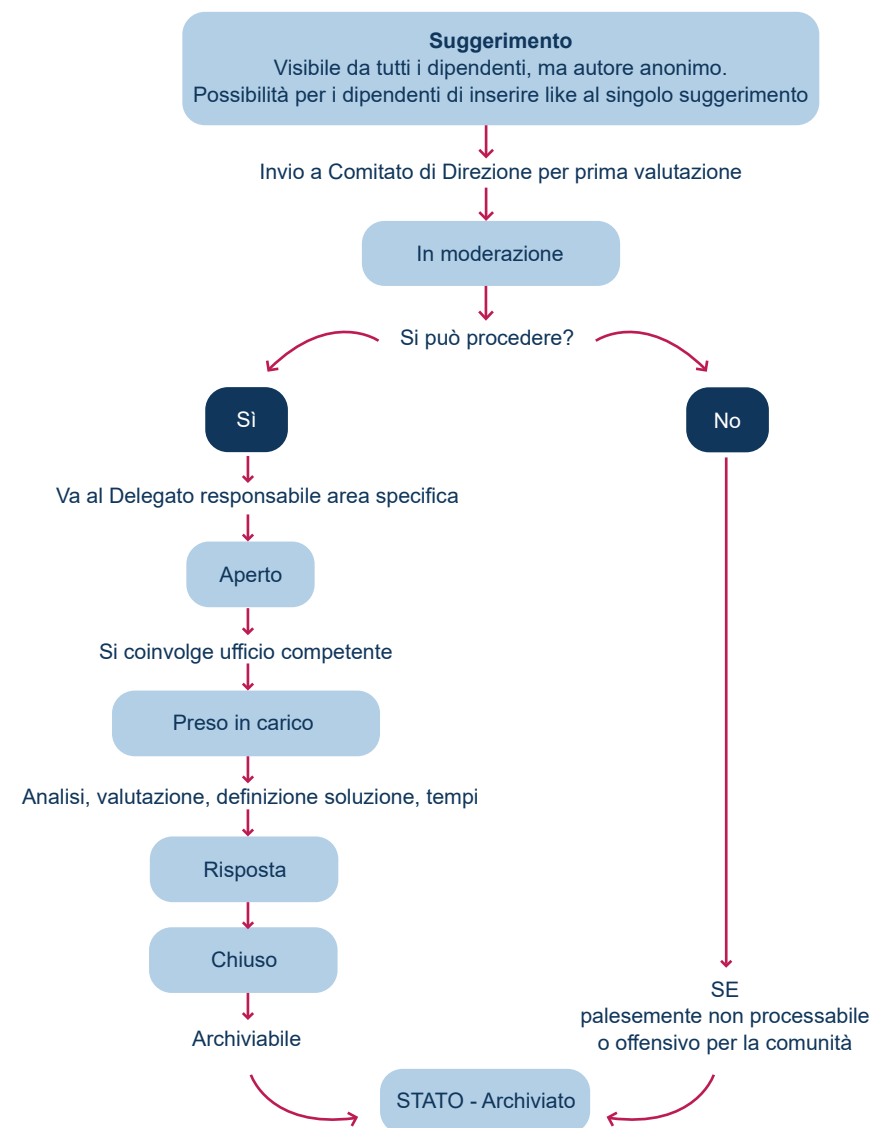 Suggerimento
Visibile da tutti i dipendenti, ma autore anonimo.
Possibilità per i dipendenti di inserire like al singolo suggerimento
Invio a Comitato di Direzione per prima valutazione
In moderazione
Si può procedere?
Sì
No
Va al Delegato responsabile area specifica
Aperto
Si coinvolge ufficio competente
Preso in carico
Analisi, valutazione, definizione soluzione, tempi
Risposta
Chiuso
Archiviabile
SE
palesemente non processabile
o offensivo per la comunità
STATO - Archiviato